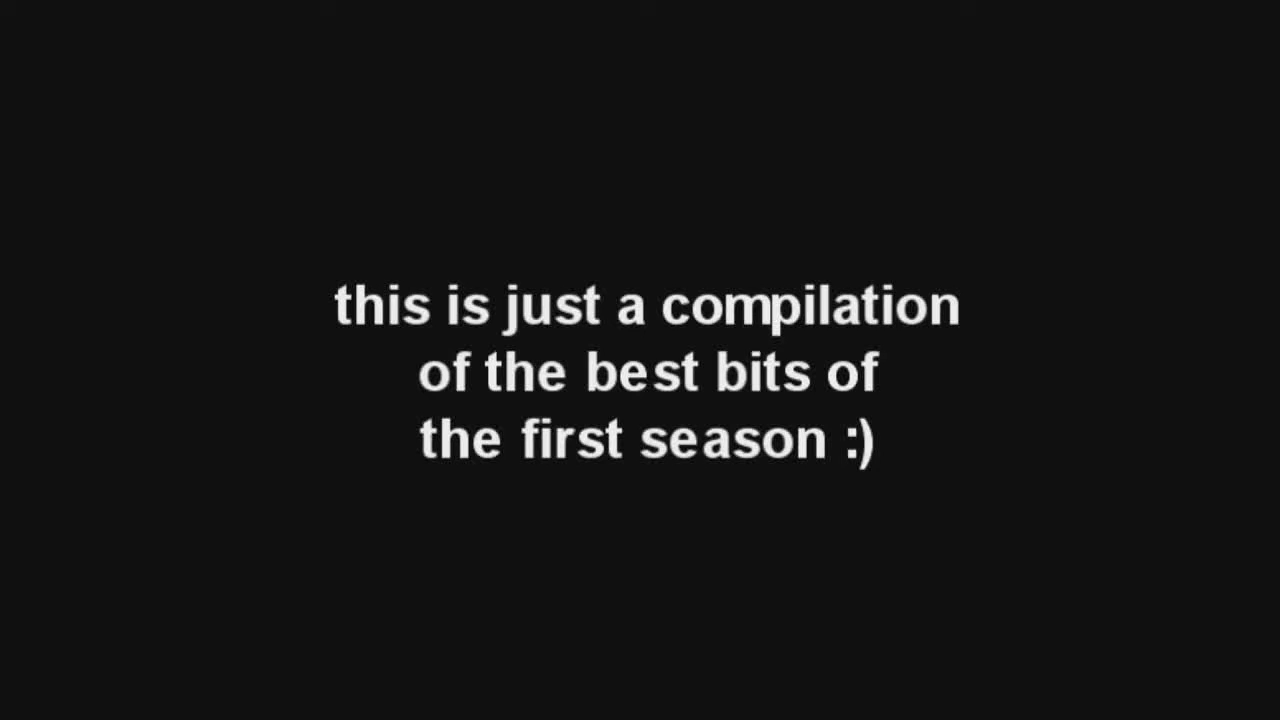 this is just a compilation
of the best bits of
the first season :)